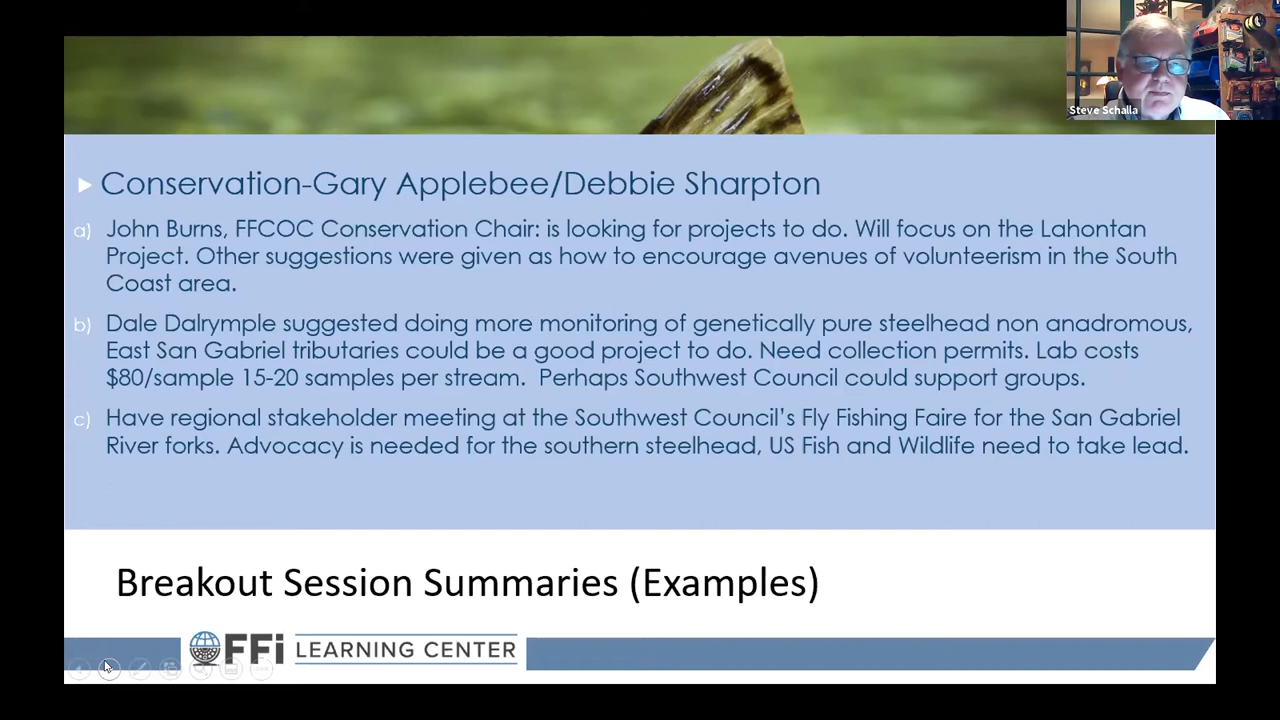 Steve Schalla
Conservation-Gary Applebee/Debbie Sharpton
a) John Burns, FFCOC Conservation Chair: is looking for projects to do. Will focus on the Lahontan
Project. Other suggestions were given as how to encourage avenues of volunteerism in the South
Coast area.
b) Dale Dalrymple suggested doing more monitoring of genetically pure steelhead non anadromous,
East San Gabriel tributaries could be a good project to do. Need collection permits. Lab costs
$80/sample 15-20 samples per stream. Perhaps Southwest Council could support groups.
c) Have regional stakeholder meeting at the Southwest Council's Fly Fishing Faire for the San Gabriel
River forks. Advocacy is needed for the southern steelhead, US Fish and Wildlife need to take lead.
Breakout Session Summaries (Examples)
FFi LEARNING CENTER